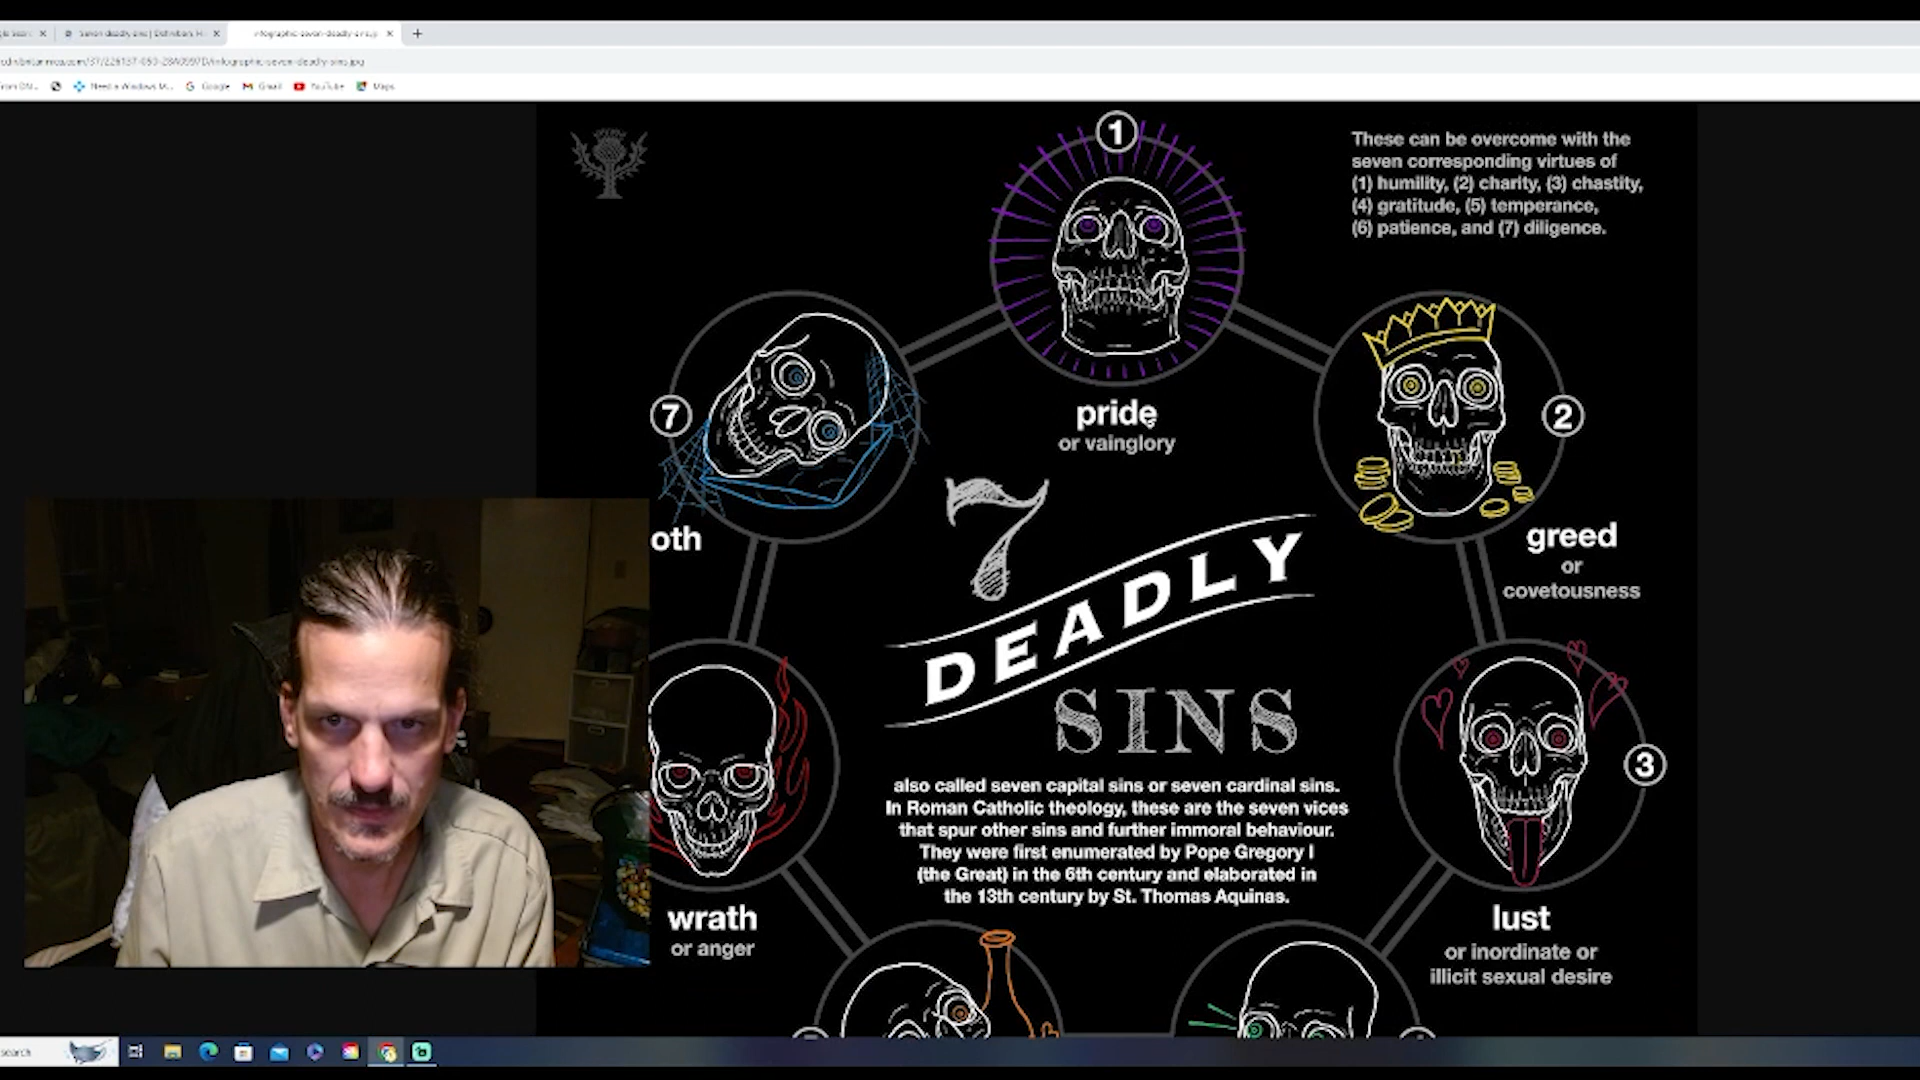 Google
Gmail
YouTube
Maps
1
These can be overcome with the
seven corresponding virtues of
(1) humility, (2) charity, (3) chastity,
(4) gratitude, (5) temperance,
(6) patience, and (7) diligence.
pride
or vainglory
7
oth
2
greed
or
covetousness
7
DEADLY
SINS
also called seven capital sins or seven cardinal sins.
In Roman Catholic theology, these are the seven vices
that spur other sins and further immoral behaviour.
They were first enumerated by Pope Gregory I
(the Great) in the 6th century and elaborated in
the 13th century by St. Thomas Aquinas.
wrath
or anger
3
lust
or inordinate or
illicit sexual desire
search